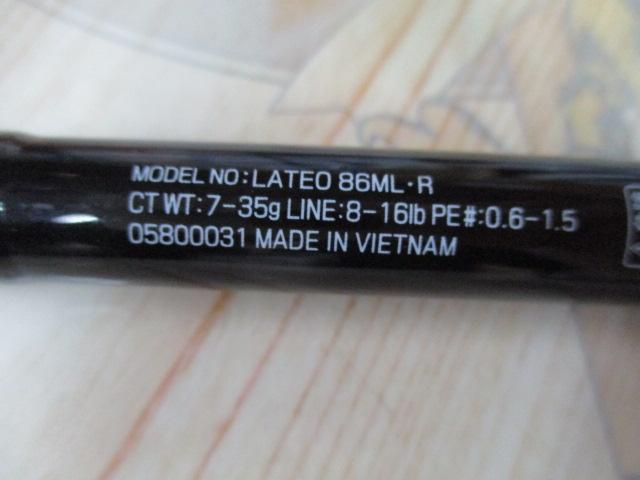 MODEL NO:LATEO 86ML·R
CT WT:7-35g LINE:8-16lb PE#:0.6-1.5
05800031 MADE IN VIETNAM